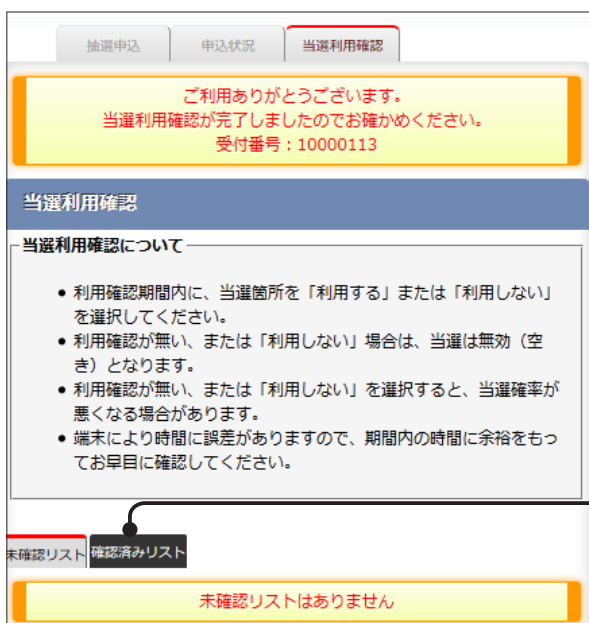 抽選申込 申込状況 当選利用確認
ご利用ありがとうございます。
当選利用確認が完了しましたのでお確かめください。
受付番号：10000113
当選利用確認
当選利用確認について
● 利用確認期間内に、当選箇所を「利用する」または「利用しない」
を選択してください。
● 利用確認が無い、または「利用しない」場合は、当選は無効（空
き）となります。
● 利用確認が無い、または「利用しない」を選択すると、当選確率が
悪くなる場合があります。
● 端末により時間に誤差がありますので、期間内の時間に余裕をもっ
てお早目に確認してください。
未確認リスト 確認済みリスト
未確認リストはありません